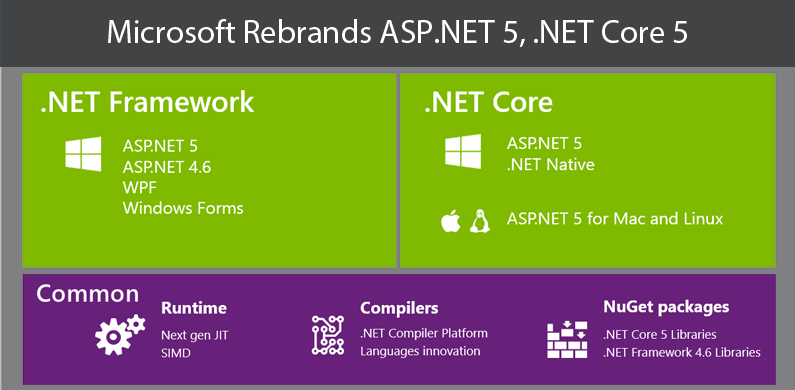 Microsoft Rebrands ASP.NET 5, .NET Core 5
.NET Framework
ASP.NET 5
ASP.NET 4.6
WPF
Windows Forms
.NET Core
ASP.NET 5
.NET Native
ASP.NET 5 for Mac and Linux
Common
Runtime
Next gen JIT
SIMD
Compilers
.NET Compiler Platform
Languages innovation
NuGet packages
.NET Core 5 Libraries
.NET Framework 4.6 Libraries